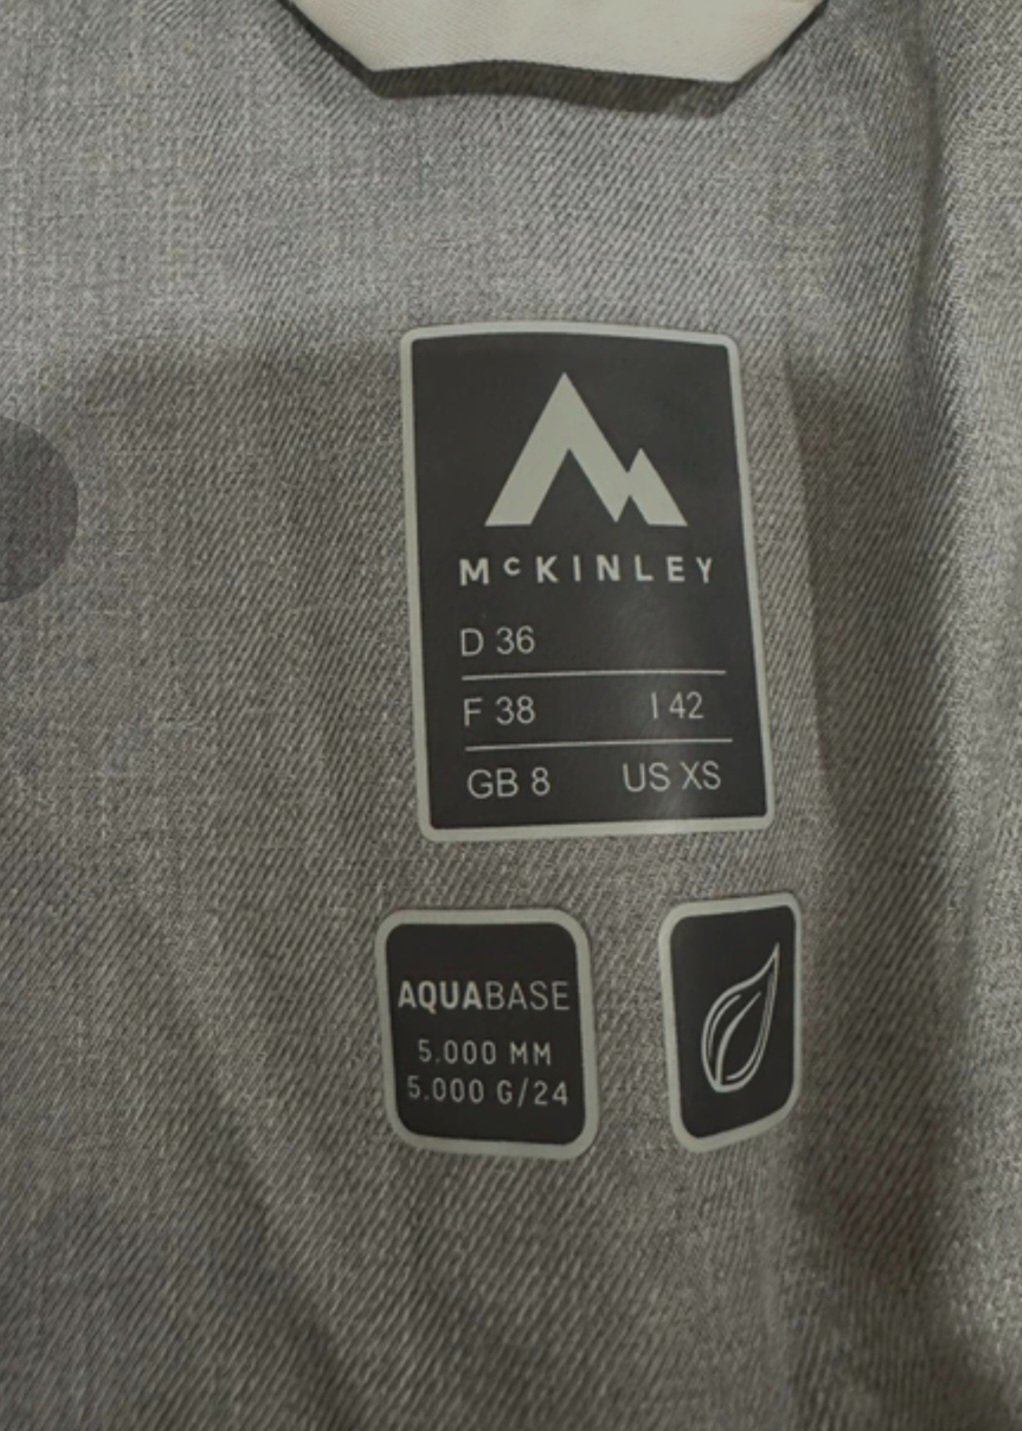 McKINLEY
D 36
F 38 I 42
GB 8 US XS
AQUABASE
5.000 MM
5.000 G/24